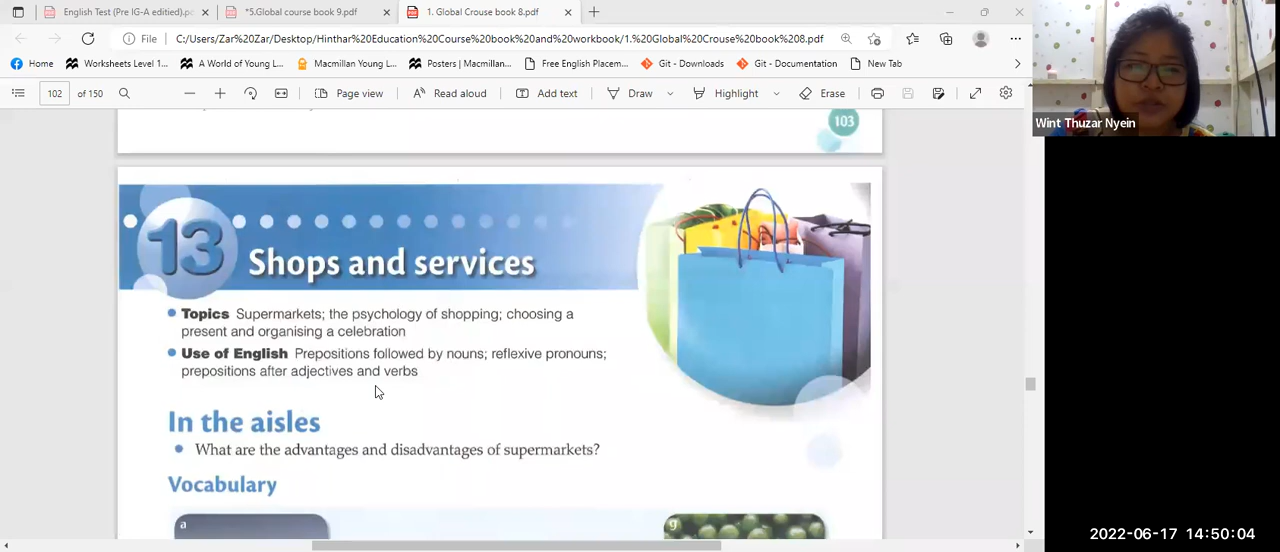 English Test (Pre IG-A editied).pc
*5.Global course book 9.pdf
1. Global Crouse book 8.pdf
File
C:/Users/Zar%20Zar/Desktop/Hinthar%20Education%20Course%20book%20and%20workbook/1.%20Global%20Crouse%20book%208.pdf
Home
Worksheets Level 1...
A World of Young L...
Macmillan Young L...
Posters | Macmillan...
Free English Placem...
Git - Downloads
Git - Documentation
New Tab
102 of 150
Page view
Read aloud
Add text
Draw
Highlight
Erase
103
Wint Thuzar Nyein
13
Shops and services
Topics Supermarkets; the psychology of shopping; choosing a
present and organising a celebration
Use of English Prepositions followed by nouns; reflexive pronouns;
prepositions after adjectives and verbs
In the aisles
What are the advantages and disadvantages of supermarkets?
Vocabulary
a
g
2022-06-17 14:50:04